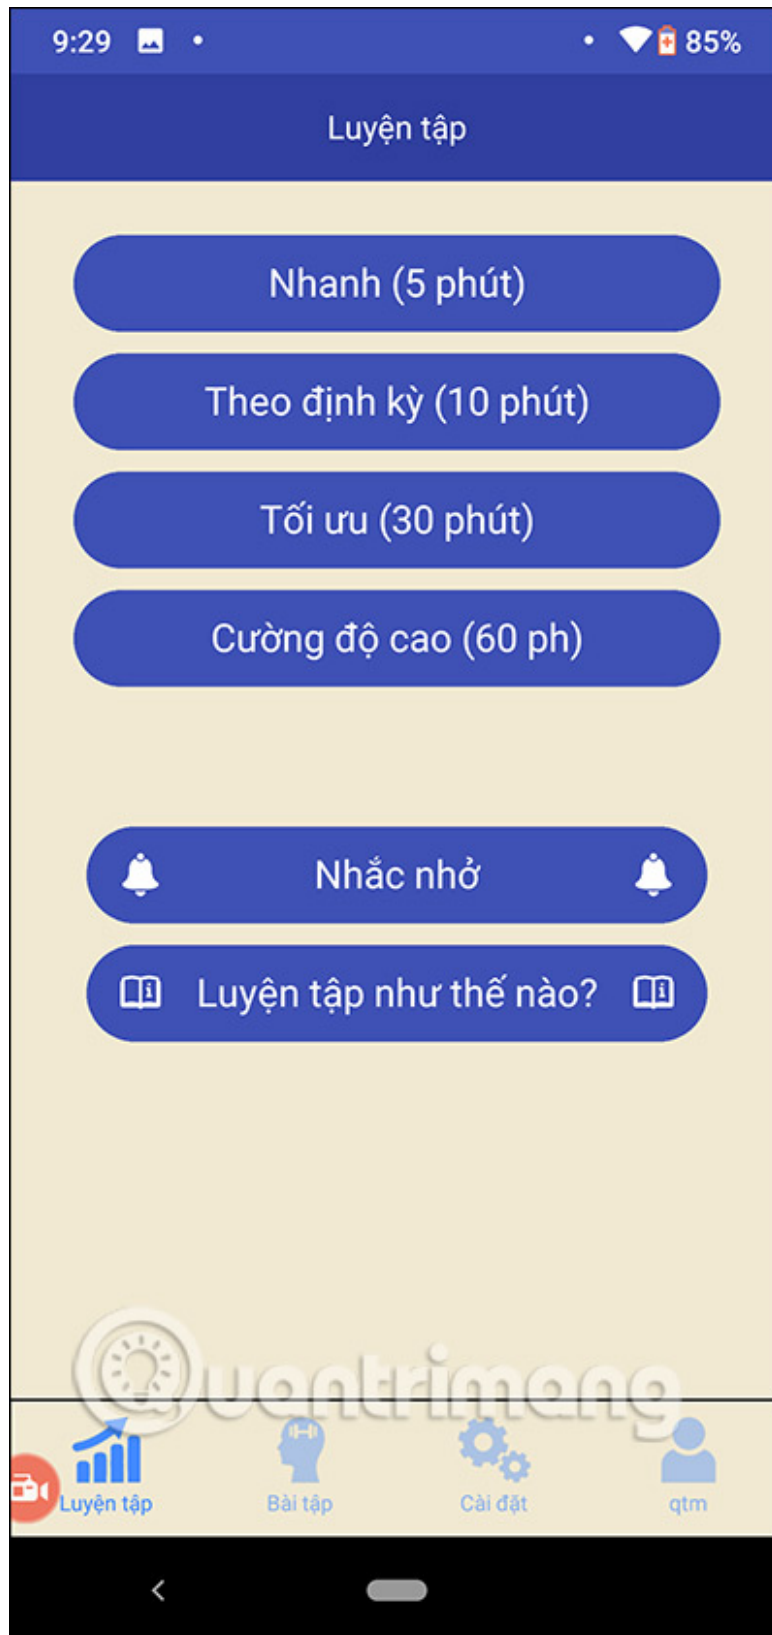 9:29
85%
Luyện tập
Nhanh (5 phút)
Theo định kỳ (10 phút)
Tối ưu (30 phút)
Cường độ cao (60 ph)
Nhắc nhở
Luyện tập như thế nào?
Quantrimang
Luyện tập
Bài tập
Cài đặt
qtm